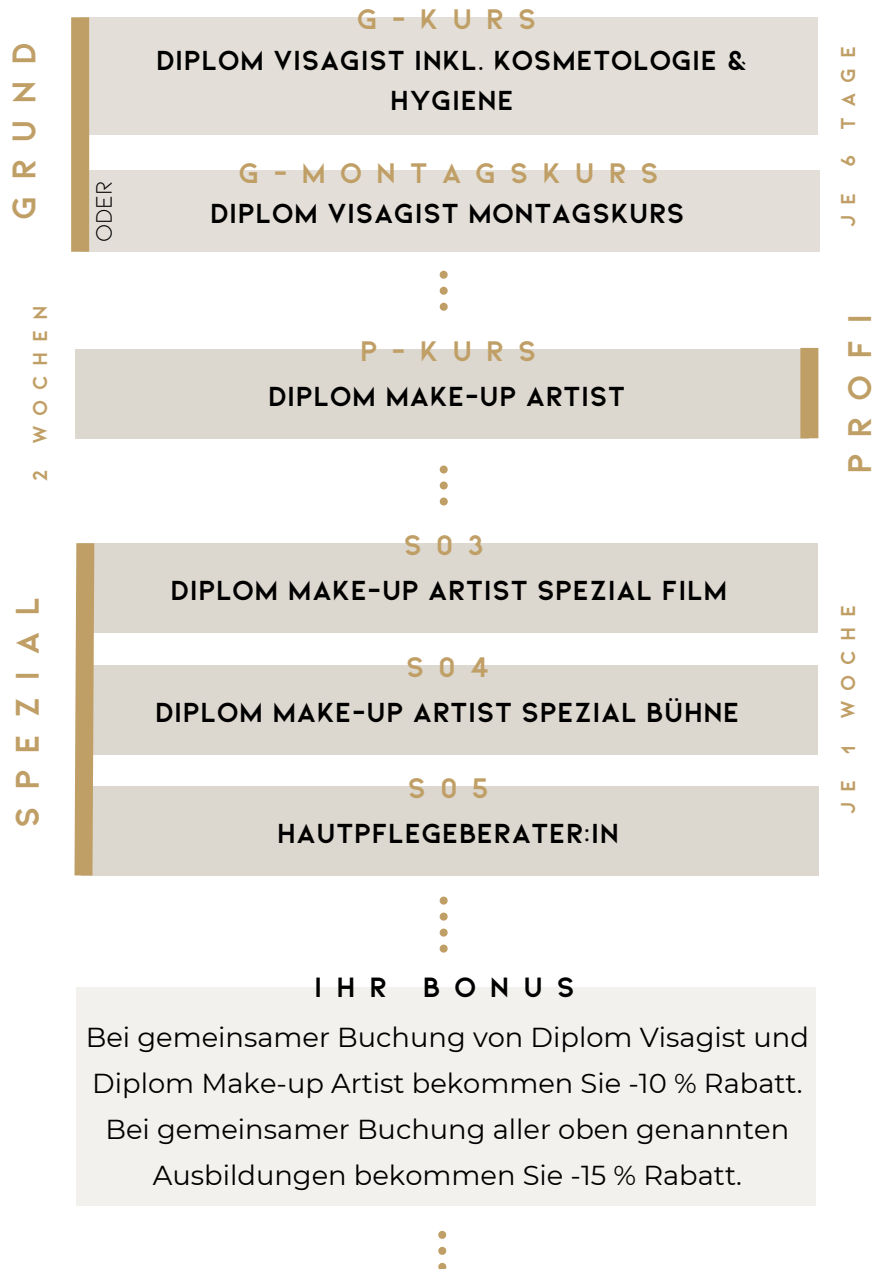 GRUND
G-KURS
DIPLOM VISAGIST INKL. KOSMETOLOGIE &
HYGIENE
JE 6 TAGE
ODER
G-MONTAGSKURS
DIPLOM VISAGIST MONTAGSKURS
2 WOCHEN
P-KURS
DIPLOM MAKE-UP ARTIST
PROFI
SPEZIAL
S03
DIPLOM MAKE-UP ARTIST SPEZIAL FILM
S04
DIPLOM MAKE-UP ARTIST SPEZIAL BÜHNE
S05
HAUTPFLEGEBERATER:IN
JE 1 WOCHE
IHR BONUS
Bei gemeinsamer Buchung von Diplom Visagist und
Diplom Make-up Artist bekommen Sie -10 % Rabatt.
Bei gemeinsamer Buchung aller oben genannten
Ausbildungen bekommen Sie -15 % Rabatt.